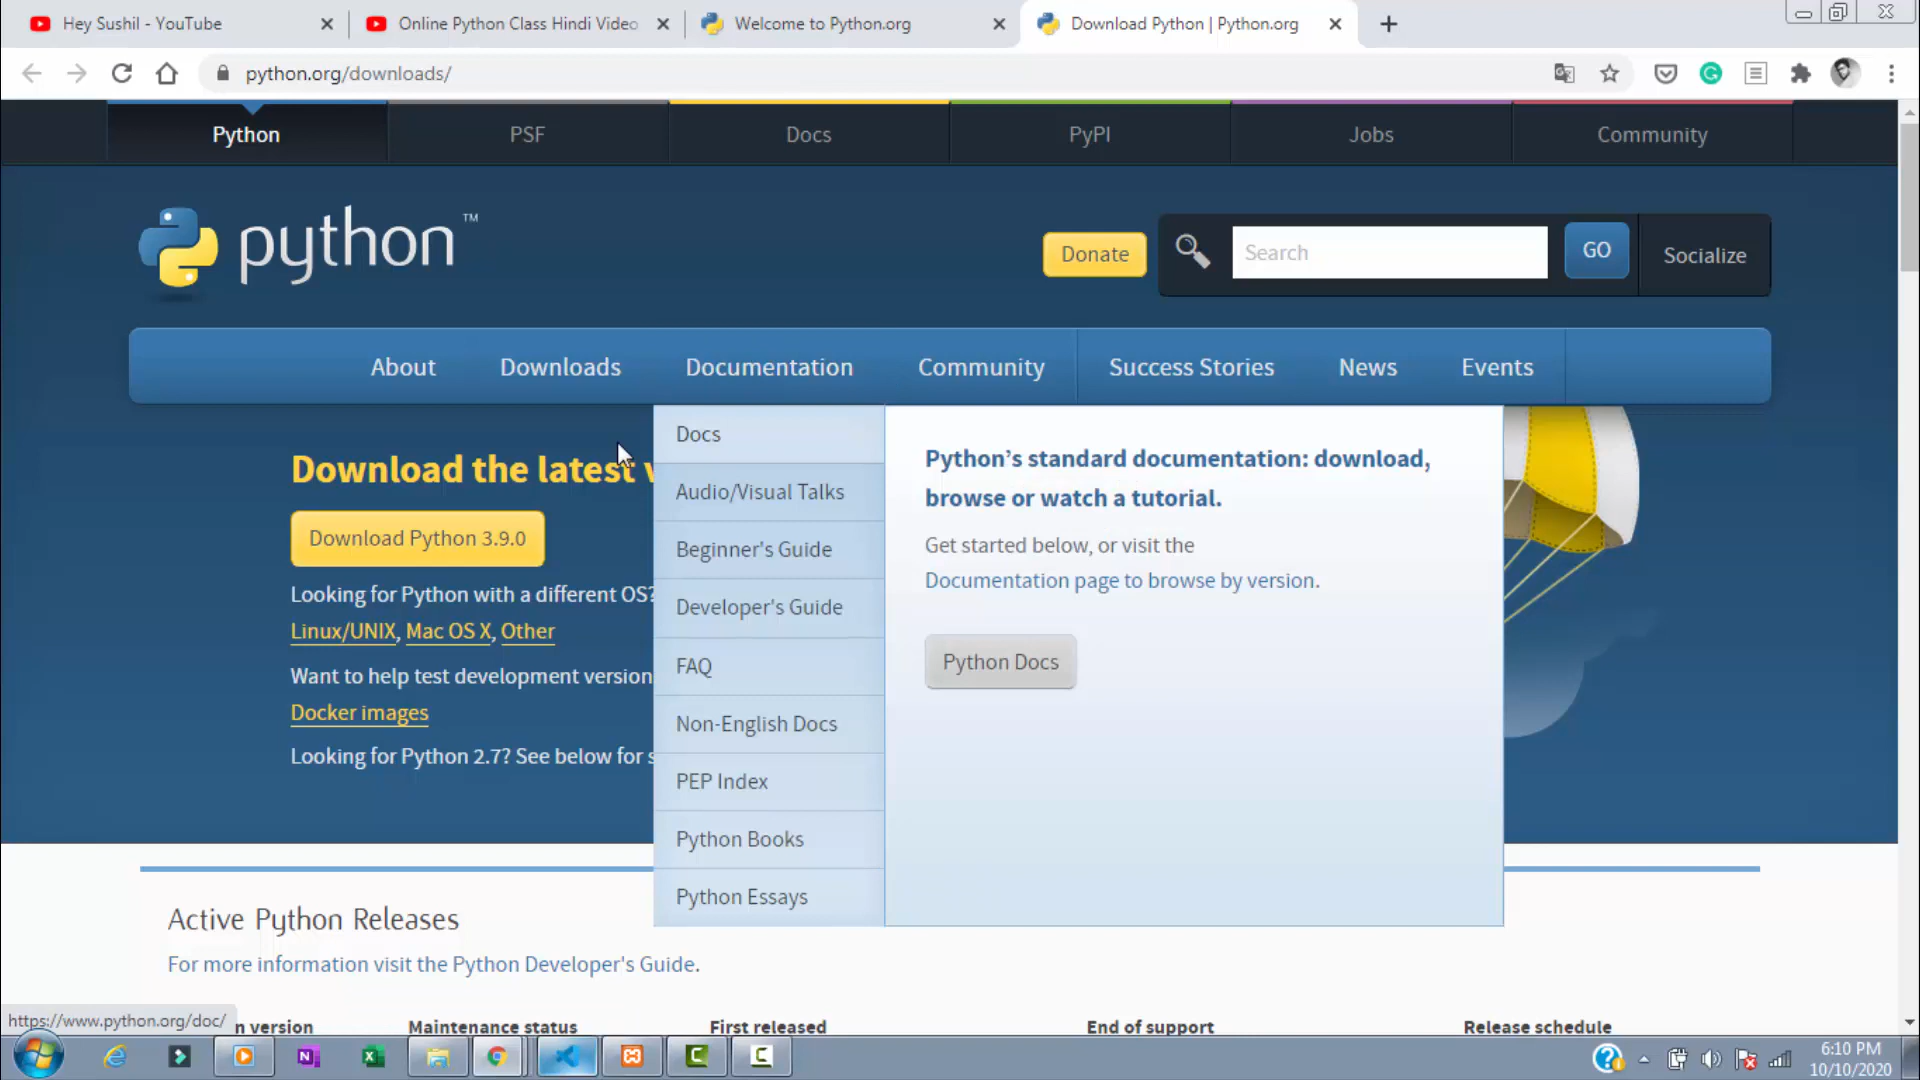 Hey Sushil - YouTube
Online Python Class Hindi Video
Welcome to Python.org
Download Python | Python.org
python.org/downloads/
Python
PSF
Docs
PyPI
Jobs
Community
python™
Donate
Search
GO
Socialize
About
Downloads
Documentation
Community
Success Stories
News
Events
Download the latest
Download Python 3.9.0
Looking for Python with a different OS?
Linux/UNIX, Mac OS X, Other
Want to help test development version
Docker images
Looking for Python 2.7? See below for s
Docs
Audio/Visual Talks
Beginner's Guide
Developer's Guide
FAQ
Non-English Docs
PEP Index
Python Books
Python Essays
Python's standard documentation: download,
browse or watch a tutorial.
Get started below, or visit the
Documentation page to browse by version.
Python Docs
Active Python Releases
For more information visit the Python Developer's Guide.
n version
Maintenance status
First released
End of support
Release schedule
https://www.python.org/doc/
6:10 PM
10/10/2020